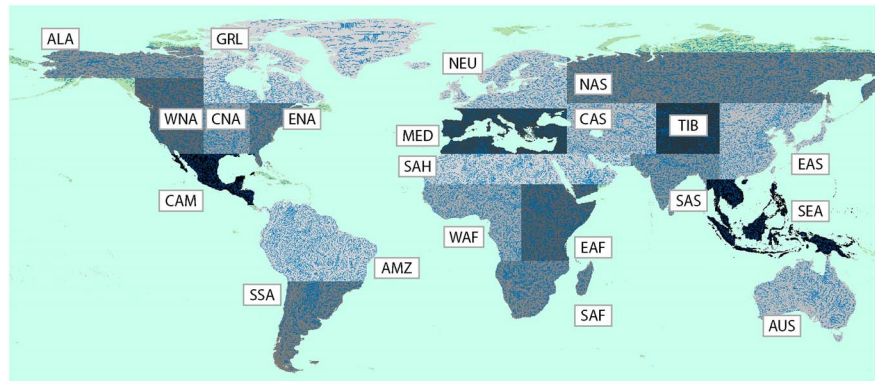 ALA
GRL
NEU
NAS
WNA
CNA
ENA
MED
CAS
TIB
SAH
EAS
CAM
SAS
SEA
WAF
EAF
AMZ
SSA
SAF
AUS